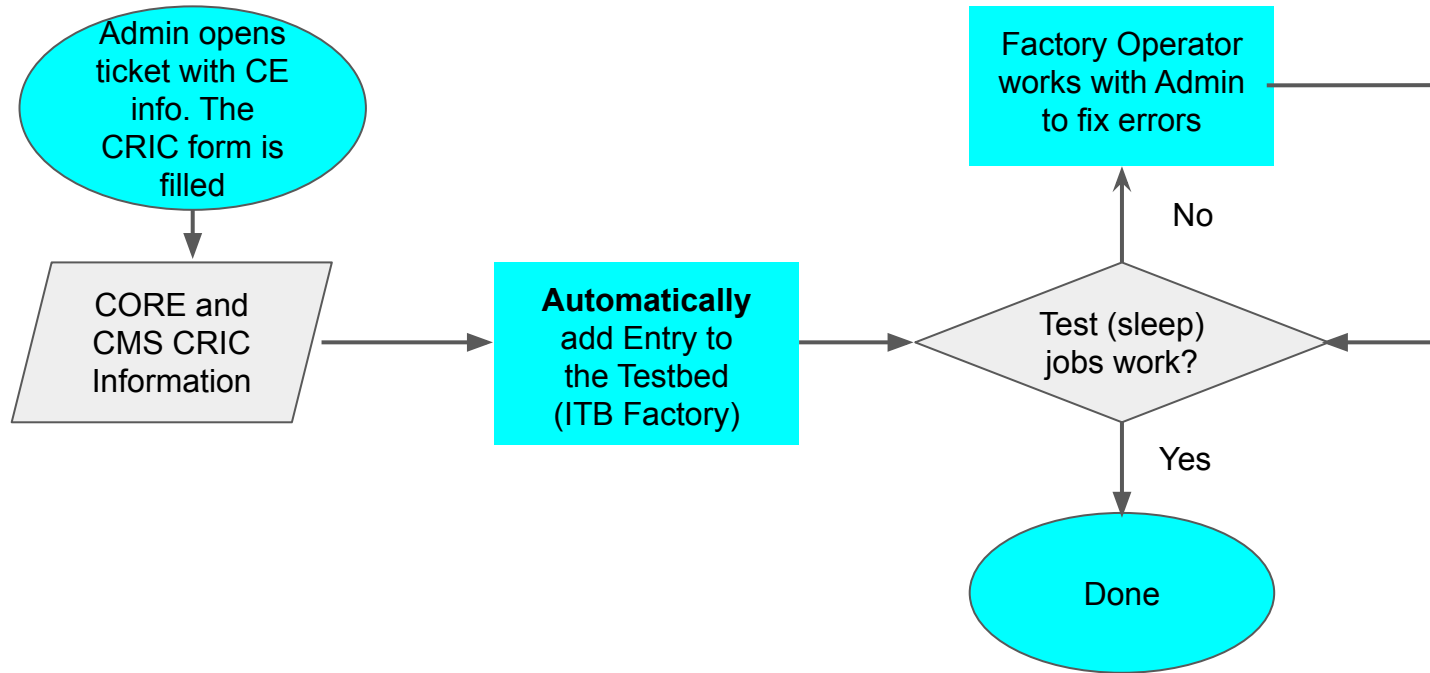 Admin opens
ticket with CE
info. The
CRIC form is
filled
CORE and
CMS CRIC
Information
Automatically
add Entry to
the Testbed
(ITB Factory)
Factory Operator
works with Admin
to fix errors
No
Test (sleep)
jobs work?
Yes
Done